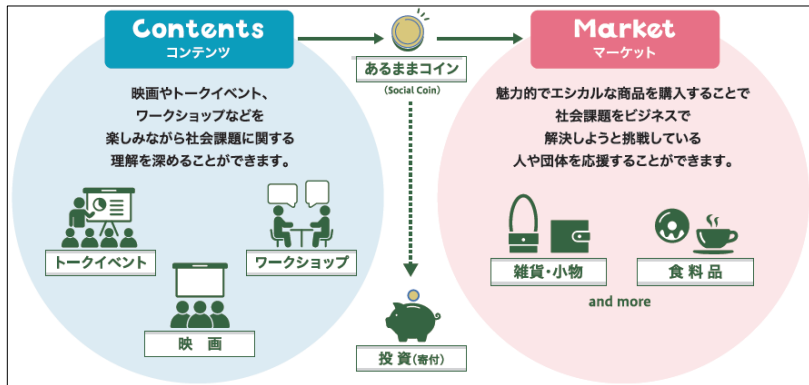 Contents
コンテンツ
映画やトークイベント、
ワークショップなどを
楽しみながら社会課題に関する
理解を深めることができます。
トークイベント
ワークショップ
映 画
あるままコイン
(Social Coin)
投 資(寄付)
Market
マーケット
魅力的でエシカルな商品を購入することで
社会課題をビジネスで
解決しようと挑戦している
人や団体を応援することができます。
雑貨・小物
食 料 品
and more